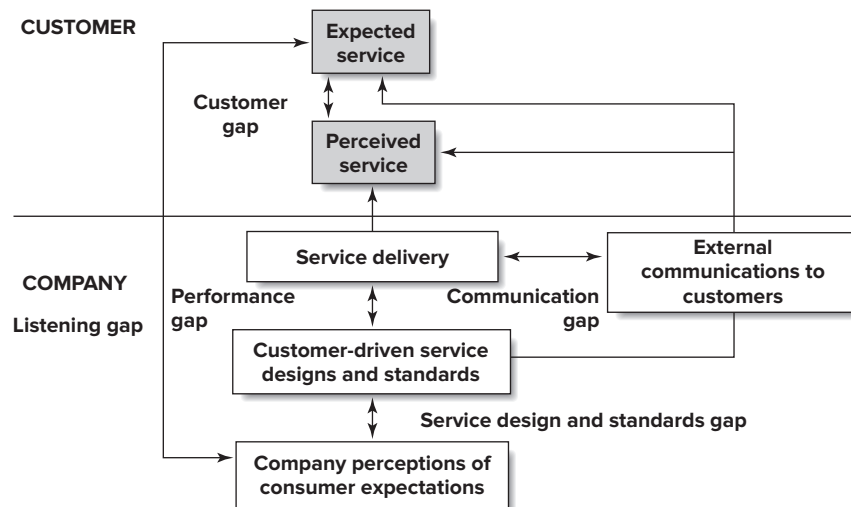 CUSTOMER
Expected
service
Customer
gap
Perceived
service
COMPANY
Listening gap
Service delivery
External
communications to
customers
Performance
gap
Communication
gap
Customer-driven service
designs and standards
Service design and standards gap
Company perceptions of
consumer expectations